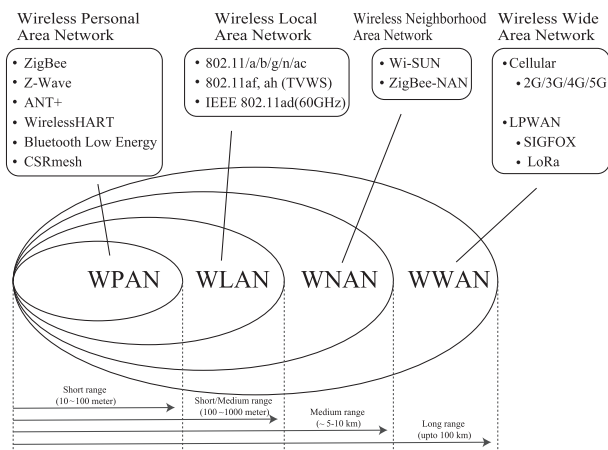 Wireless Personal
Area Network
• ZigBee
• Z-Wave
• ANT+
• WirelessHART
• Bluetooth Low Energy
• CSRmesh
Wireless Local
Area Network
• 802.11/a/b/g/n/ac
• 802.11af, ah (TVWS)
• IEEE 802.11ad(60GHz)
Wireless Neighborhood
Area Network
• Wi-SUN
• ZigBee-NAN
Wireless Wide
Area Network
• Cellular
• 2G/3G/4G/5G
• LPWAN
• SIGFOX
• LoRa
WPAN
WLAN
WNAN
WWAN
Short range
(10~100 meter)
Short/Medium range
(100~1000 meter)
Medium range
(~5-10 km)
Long range
(upto 100 km)